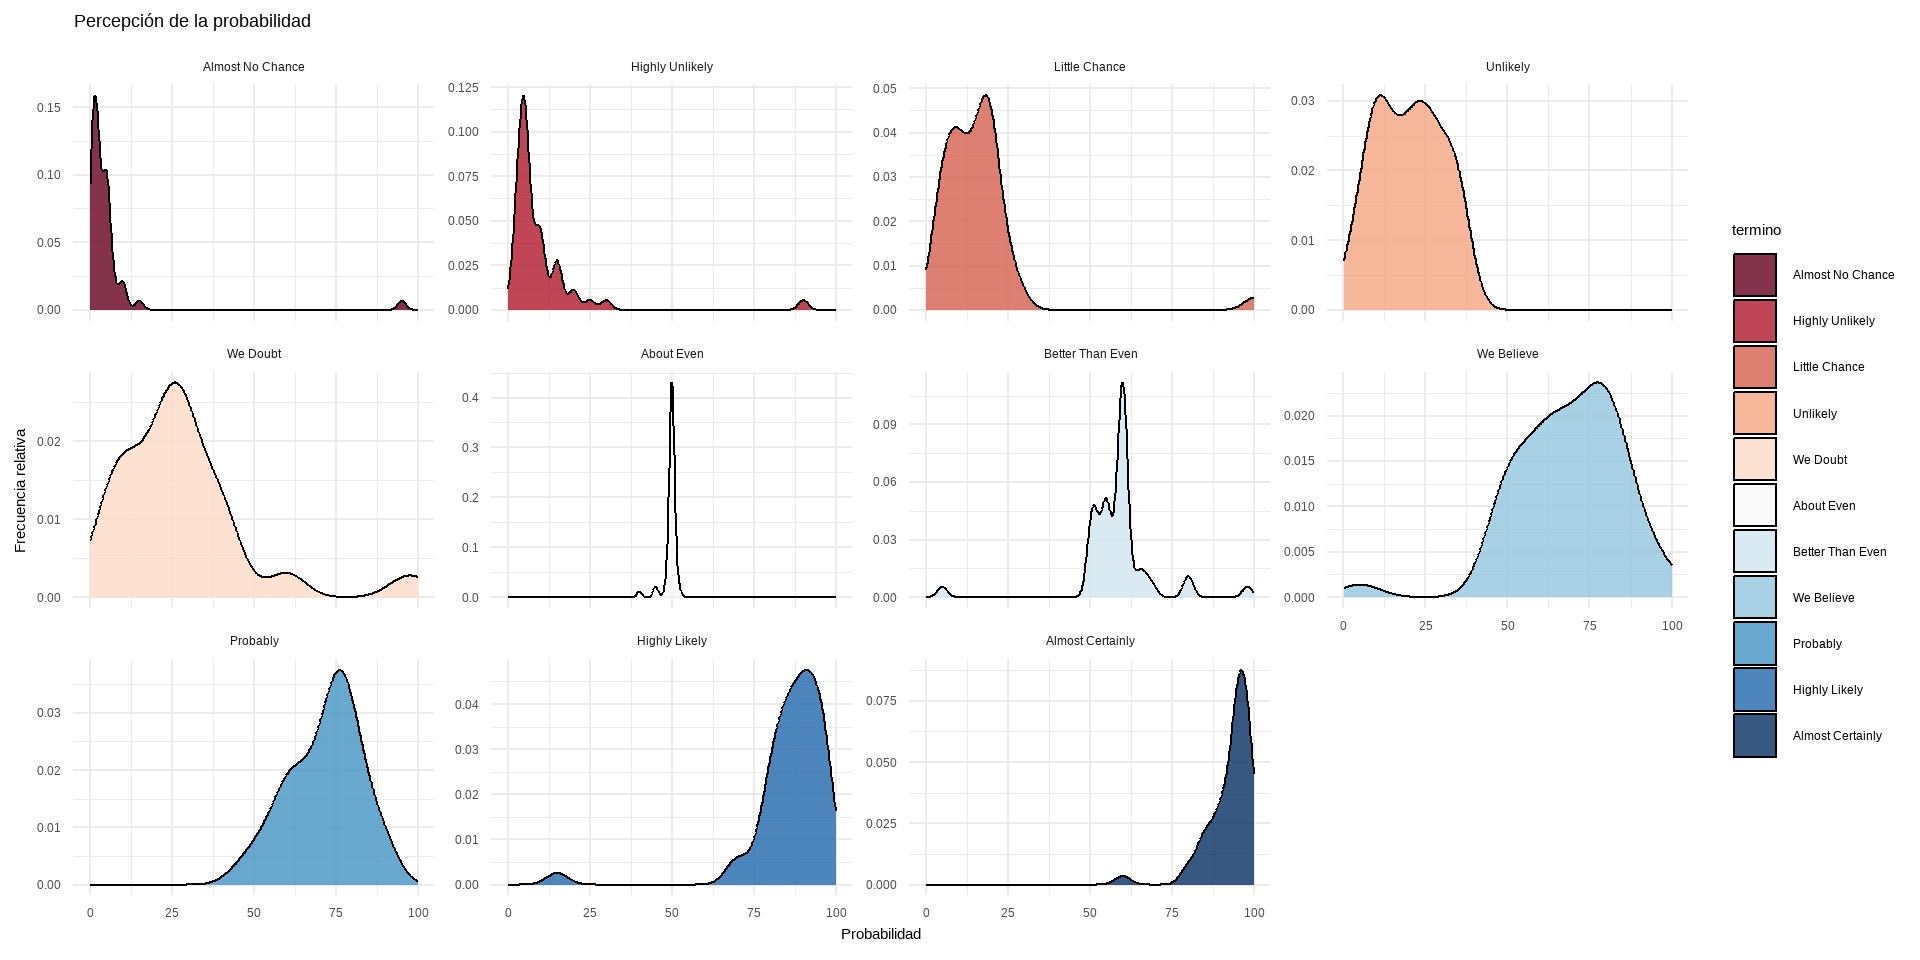 Percepción de la probabilidad
Almost No Chance
Highly Unlikely
Little Chance
Unlikely
0.15
0.10
0.05
0.00
0.125
0.100
0.075
0.050
0.025
0.000
0.05
0.04
0.03
0.02
0.01
0.00
0.03
0.02
0.01
0.00
We Doubt
About Even
Better Than Even
We Believe
0.02
0.01
0.00
0.4
0.3
0.2
0.1
0.0
0.09
0.06
0.03
0.00
0.020
0.015
0.010
0.005
0.000
0 25 50 75 100
Probably
Highly Likely
Almost Certainly
0.03
0.02
0.01
0.00
0.04
0.03
0.02
0.01
0.00
0.075
0.050
0.025
0.000
0 25 50 75 100
0 25 50 75 100
0 25 50 75 100
Probabilidad
Frecuencia relativa
termino
Almost No Chance
Highly Unlikely
Little Chance
Unlikely
We Doubt
About Even
Better Than Even
We Believe
Probably
Highly Likely
Almost Certainly